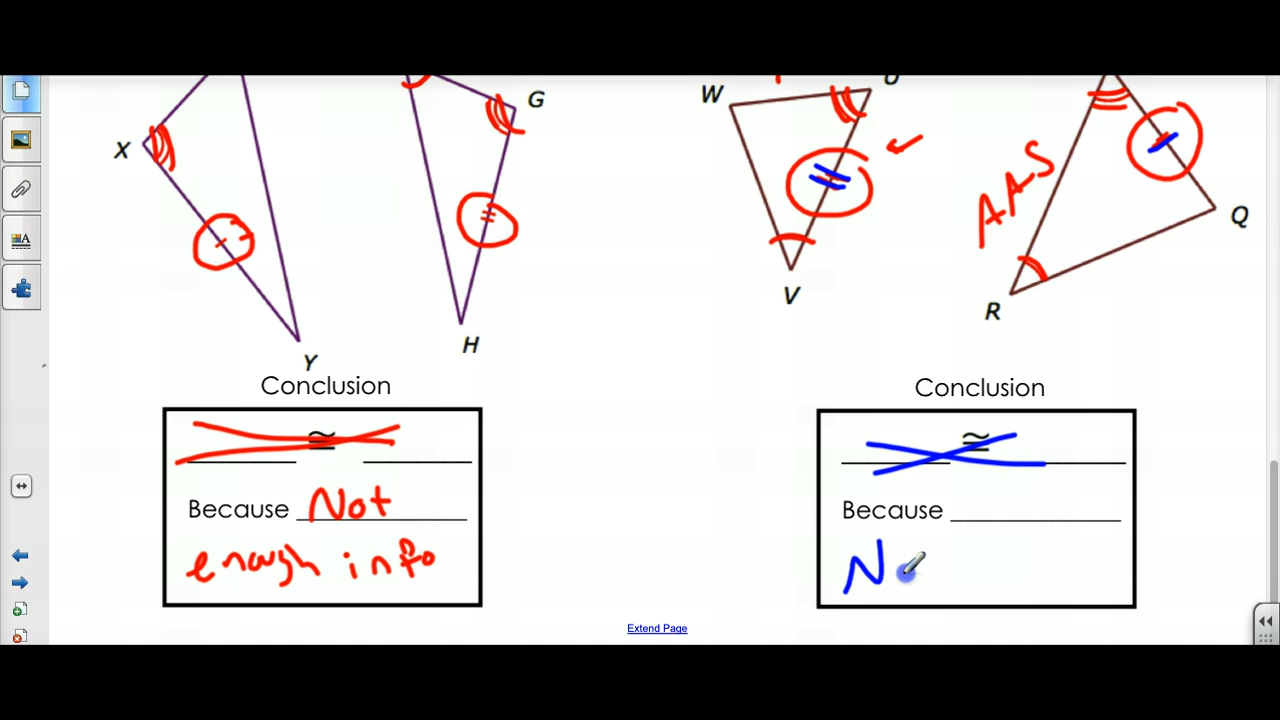 G
W
U
X
AAS
Q
V
R
H
Y
Conclusion
Conclusion
≅
≅
Because Not
Because
enough info
N
Extend Page